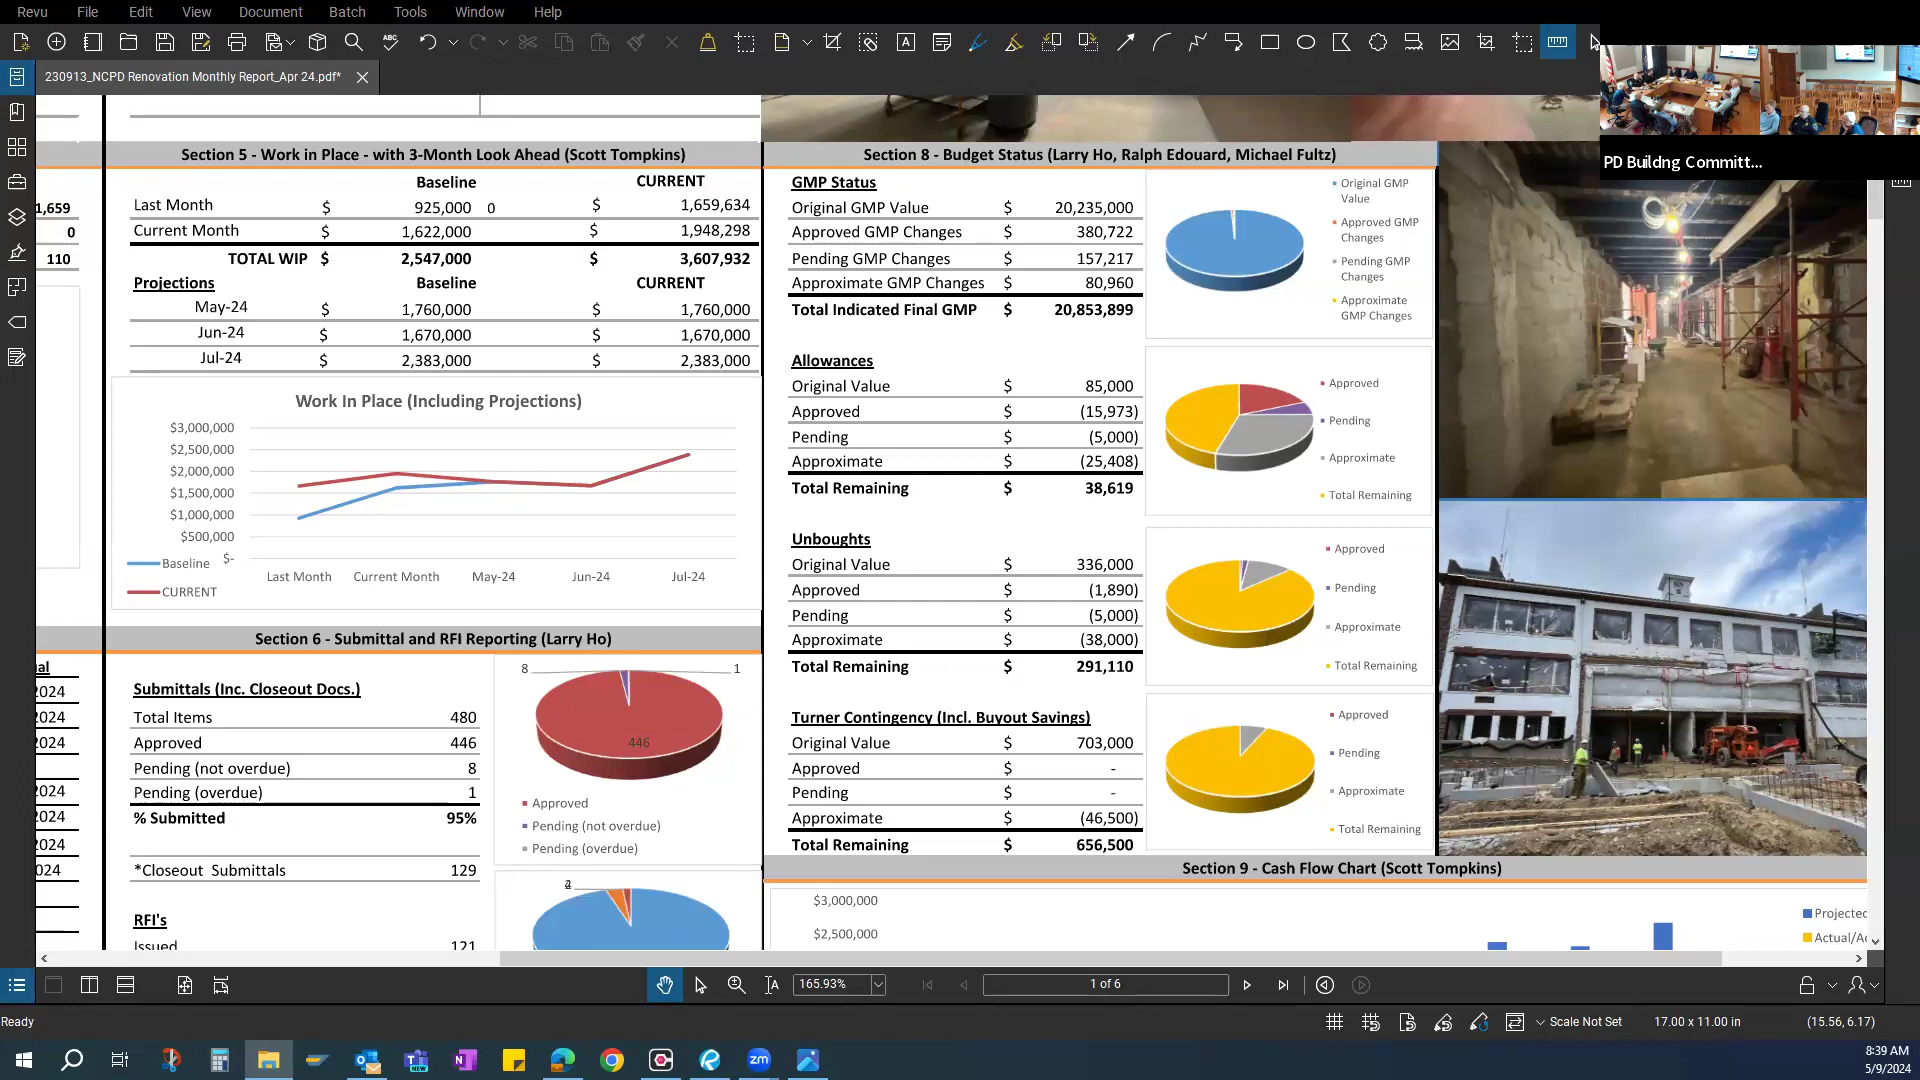 Revu File Edit View Document Batch Tools Window Help
230913_NCPD Renovation Monthly Report_Apr 24.pdf*
PD Buildng Committ...
1,659
0
110
Section 5 - Work in Place - with 3-Month Look Ahead (Scott Tompkins)
Baseline CURRENT
Last Month $ 925,000 0 $ 1,659,634
Current Month $ 1,622,000 $ 1,948,298
TOTAL WIP $ 2,547,000 $ 3,607,932
Projections Baseline CURRENT
May-24 $ 1,760,000 $ 1,760,000
Jun-24 $ 1,670,000 $ 1,670,000
Jul-24 $ 2,383,000 $ 2,383,000
Work In Place (Including Projections)
$3,000,000
$2,500,000
$2,000,000
$1,500,000
$1,000,000
$500,000
$-
Baseline
CURRENT
Last Month Current Month May-24 Jun-24 Jul-24
Section 6 - Submittal and RFI Reporting (Larry Ho)
ual
2024
2024
2024
2024
2024
2024
024
Submittals (Inc. Closeout Docs.)
Total Items 480
Approved 446
Pending (not overdue) 8
Pending (overdue) 1
% Submitted 95%
*Closeout Submittals 129
RFI's
Issued 121
8 1
446
Approved
Pending (not overdue)
Pending (overdue)
Section 8 - Budget Status (Larry Ho, Ralph Edouard, Michael Fultz)
GMP Status
Original GMP Value $ 20,235,000
Approved GMP Changes $ 380,722
Pending GMP Changes $ 157,217
Approximate GMP Changes $ 80,960
Total Indicated Final GMP $ 20,853,899
Original GMP
Value
Approved GMP
Changes
Pending GMP
Changes
Approximate
GMP Changes
Allowances
Original Value $ 85,000
Approved $ (15,973)
Pending $ (5,000)
Approximate $ (25,408)
Total Remaining $ 38,619
Approved
Pending
Approximate
Total Remaining
Unboughts
Original Value $ 336,000
Approved $ (1,890)
Pending $ (5,000)
Approximate $ (38,000)
Total Remaining $ 291,110
Approved
Pending
Approximate
Total Remaining
Turner Contingency (Incl. Buyout Savings)
Original Value $ 703,000
Approved $ -
Pending $ -
Approximate $ (46,500)
Total Remaining $ 656,500
Approved
Pending
Approximate
Total Remaining
Section 9 - Cash Flow Chart (Scott Tompkins)
$3,000,000
$2,500,000
Projected
Actual/Ac
165.93% 1 of 6
Ready Scale Not Set 17.00 x 11.00 in (15.56, 6.17)
8:39 AM
5/9/2024